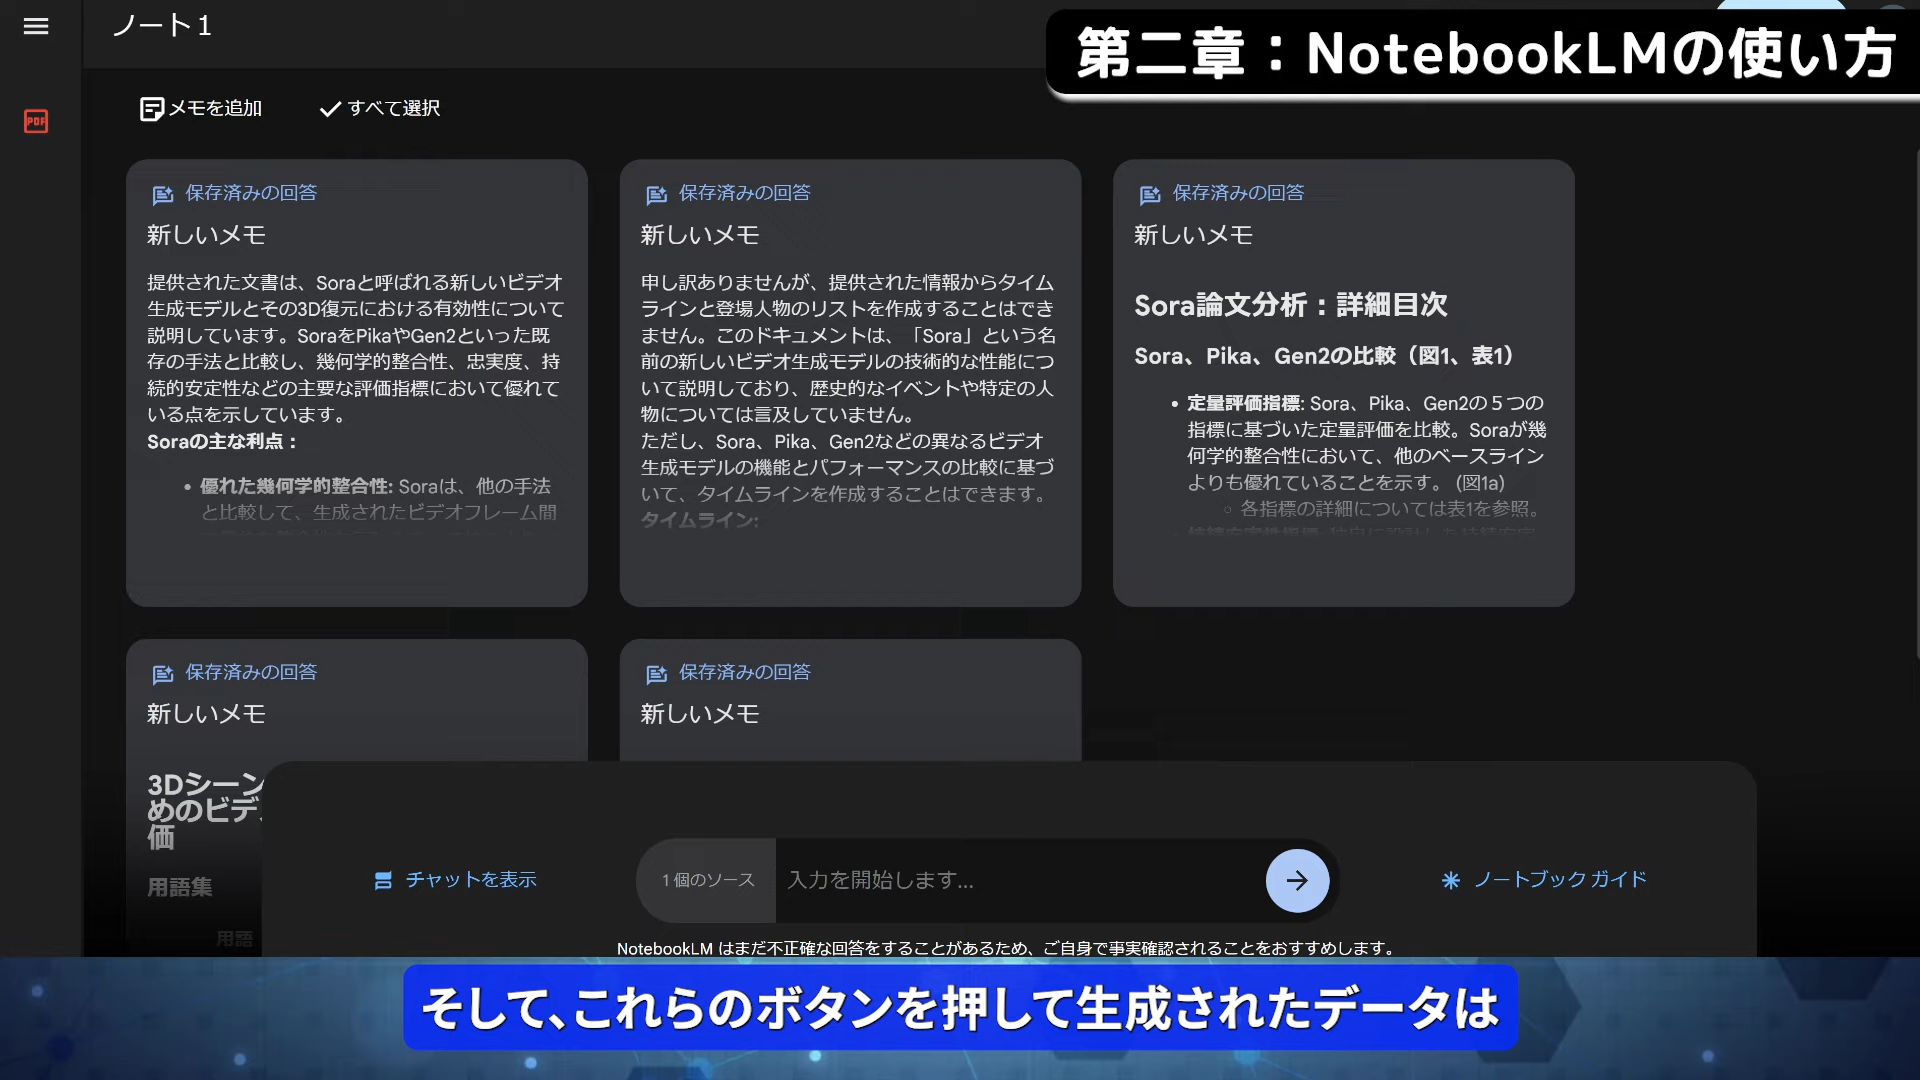 ノート1
第二章：NotebookLMの使い方
PDF
メモを追加
すべて選択
保存済みの回答
新しいメモ
提供された文書は、Soraと呼ばれる新しいビデオ
生成モデルとその3D復元における有効性について
説明しています。SoraをPikaやGen2といった既
存の手法と比較し、幾何学的整合性、忠実度、持
続的安定性などの主要な評価指標において優れて
いる点を示しています。
Soraの主な利点：
• 優れた幾何学的整合性: Soraは、他の手法
と比較して、生成されたビデオフレーム間
保存済みの回答
新しいメモ
申し訳ありませんが、提供された情報からタイム
ラインと登場人物のリストを作成することはでき
ません。このドキュメントは、「Sora」という名
前の新しいビデオ生成モデルの技術的な性能につ
いて説明しており、歴史的なイベントや特定の人
物については言及していません。
ただし、Sora、Pika、Gen2などの異なるビデオ
生成モデルの機能とパフォーマンスの比較に基づ
いて、タイムラインを作成することはできます。
タイムライン:
保存済みの回答
新しいメモ
Sora論文分析：詳細目次
Sora、Pika、Gen2の比較（図1、表1）
• 定量評価指標: Sora、Pika、Gen2の５つの
指標に基づいた定量評価を比較。Soraが幾
何学的整合性において、他のベースライン
よりも優れていることを示す。 (図1a)
○ 各指標の詳細については表1を参照。
保存済みの回答
新しいメモ
3Dシーン
めのビデ
価
用語集
用語
保存済みの回答
新しいメモ
チャットを表示
1 個のソース
入力を開始します...
ノートブック ガイド
NotebookLM はまだ不正確な回答をすることがあるため、ご自身で事実確認されることをおすすめします。
そして、これらのボタンを押して生成されたデータは